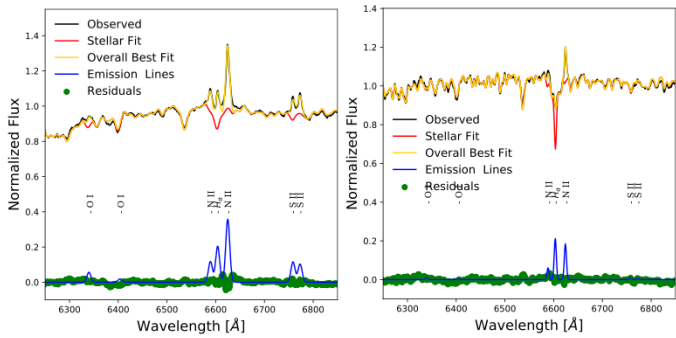 1.4
1.2
1.0
0.8
0.6
0.4
0.2
0.0
Normalized Flux
Observed
Stellar Fit
Overall Best Fit
Emission Lines
Residuals
- O I
- O I
- N II
- Hα
- N II
- S II
- S II
6300
6400
6500
6600
6700
6800
Wavelength [Å]
1.4
1.2
1.0
0.8
0.6
0.4
0.2
0.0
Normalized Flux
Observed
Stellar Fit
Overall Best Fit
Emission Lines
Residuals
- O I
- O I
- N II
- Hα
- N II
- S II
- S II
6300
6400
6500
6600
6700
6800
Wavelength [Å]